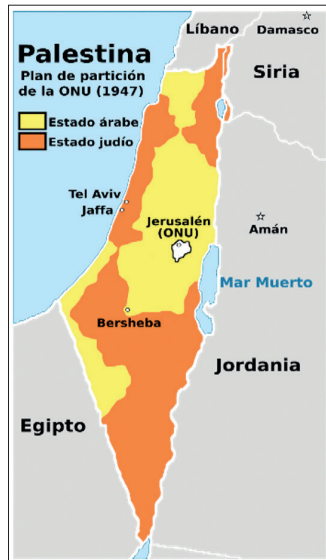 Líbano
Damasco
Palestina
Plan de partición
de la ONU (1947)
Siria
Estado árabe
Estado judío
Tel Aviv
Jaffa
Jerusalén
(ONU)
Amán
Mar Muerto
Bersheba
Jordania
Egipto